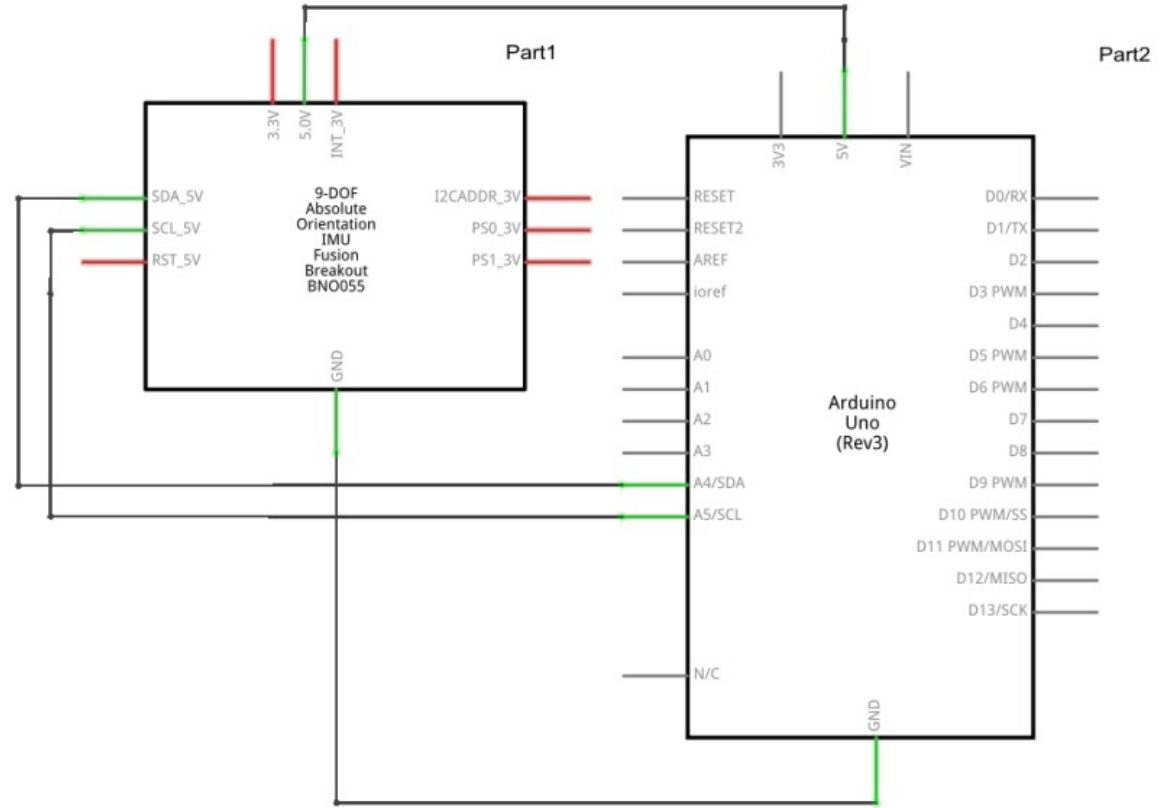 Part1
Part2
3.3V
5.0V
INT_3V
SDA_5V
SCL_5V
RST_5V
9-DOF
Absolute
Orientation
IMU
Fusion
Breakout
BNO055
I2CADDR_3V
PS0_3V
PS1_3V
GND
3V3
5V
VIN
RESET
RESET2
AREF
ioref
A0
A1
A2
A3
A4/SDA
A5/SCL
N/C
Arduino
Uno
(Rev3)
D0/RX
D1/TX
D2
D3 PWM
D4
D5 PWM
D6 PWM
D7
D8
D9 PWM
D10 PWM/SS
D11 PWM/MOSI
D12/MISO
D13/SCK
GND